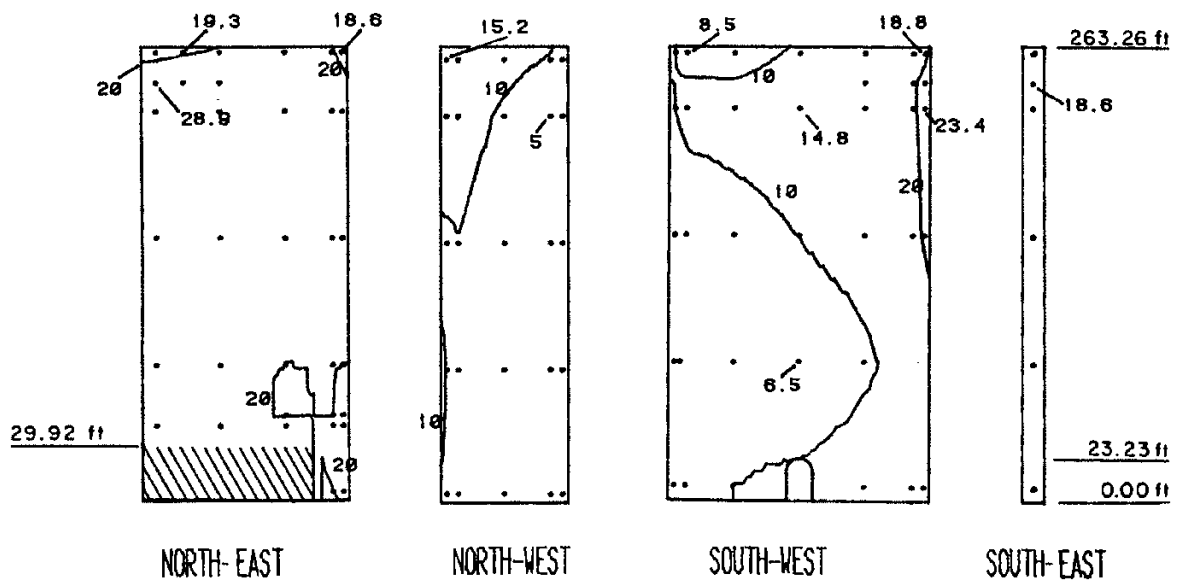 19.3
18.6
20
20
28.9
20
20
29.92 ft
NORTH-EAST
15.2
10
5
10
NORTH-WEST
8.5
18.8
10
14.8
23.4
10
20
6.5
SOUTH-WEST
263.26 ft
18.6
23.23 ft
0.00 ft
SOUTH-EAST